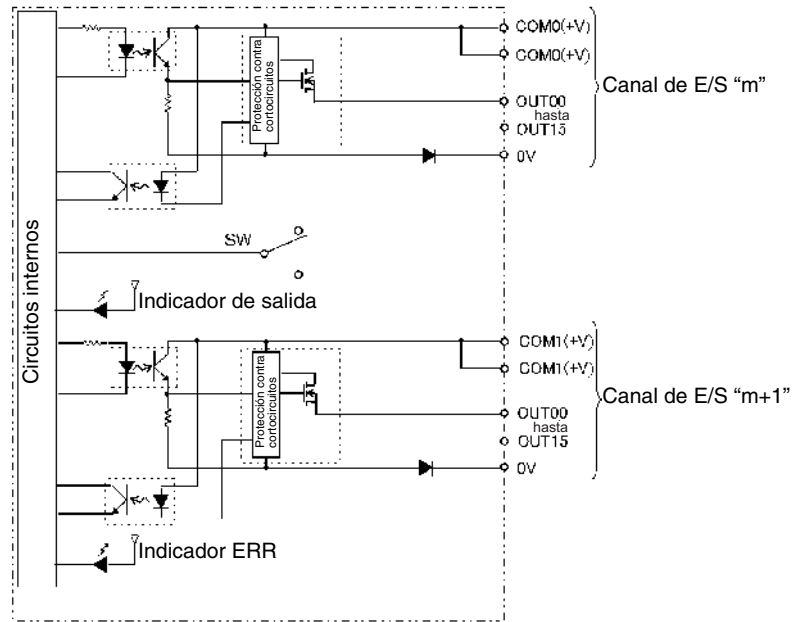 COM0(+V)
COM0(+V)
Protección contra
cortocircuitos
OUT00
hasta
OUT15
0V
Canal de E/S “m”
Circuitos internos
SW
Indicador de salida
COM1(+V)
COM1(+V)
Protección contra
cortocircuitos
OUT00
hasta
OUT15
0V
Canal de E/S “m+1”
Indicador ERR